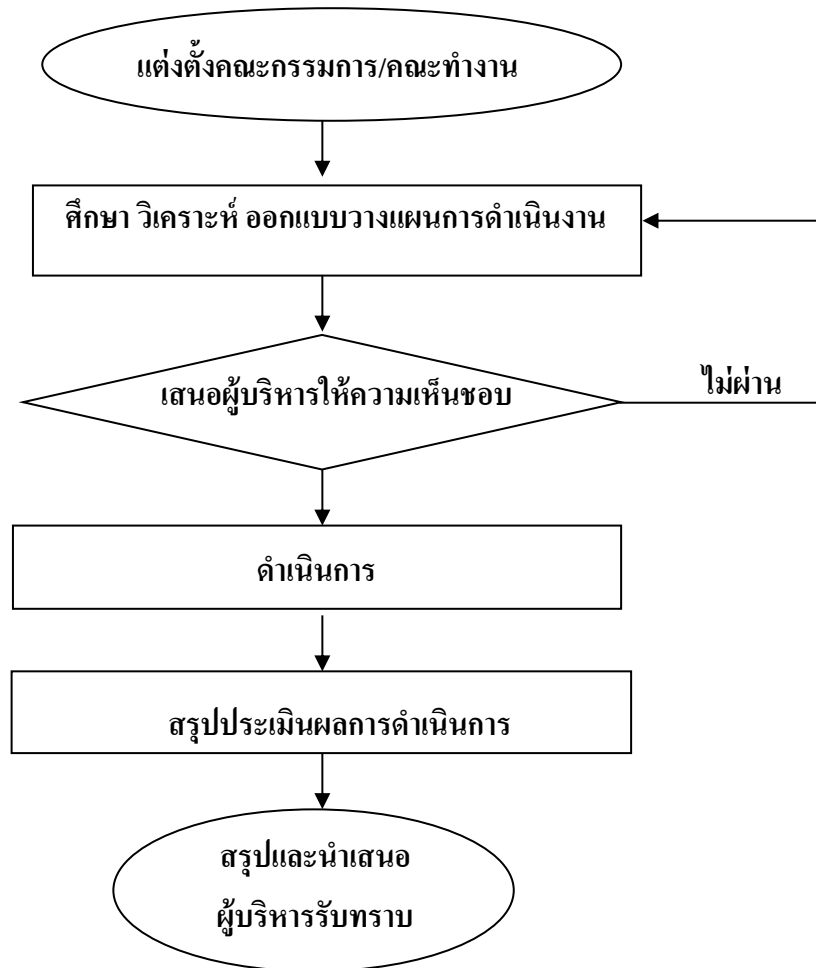 แต่งตั้งคณะกรรมการ/คณะทำงาน
ศึกษา วิเคราะห์ ออกแบบวางแผนการดำเนินงาน
เสนอผู้บริหารให้ความเห็นชอบ
ไม่ผ่าน
ดำเนินการ
สรุปประเมินผลการดำเนินการ
สรุปและนำเสนอ
ผู้บริหารรับทราบ